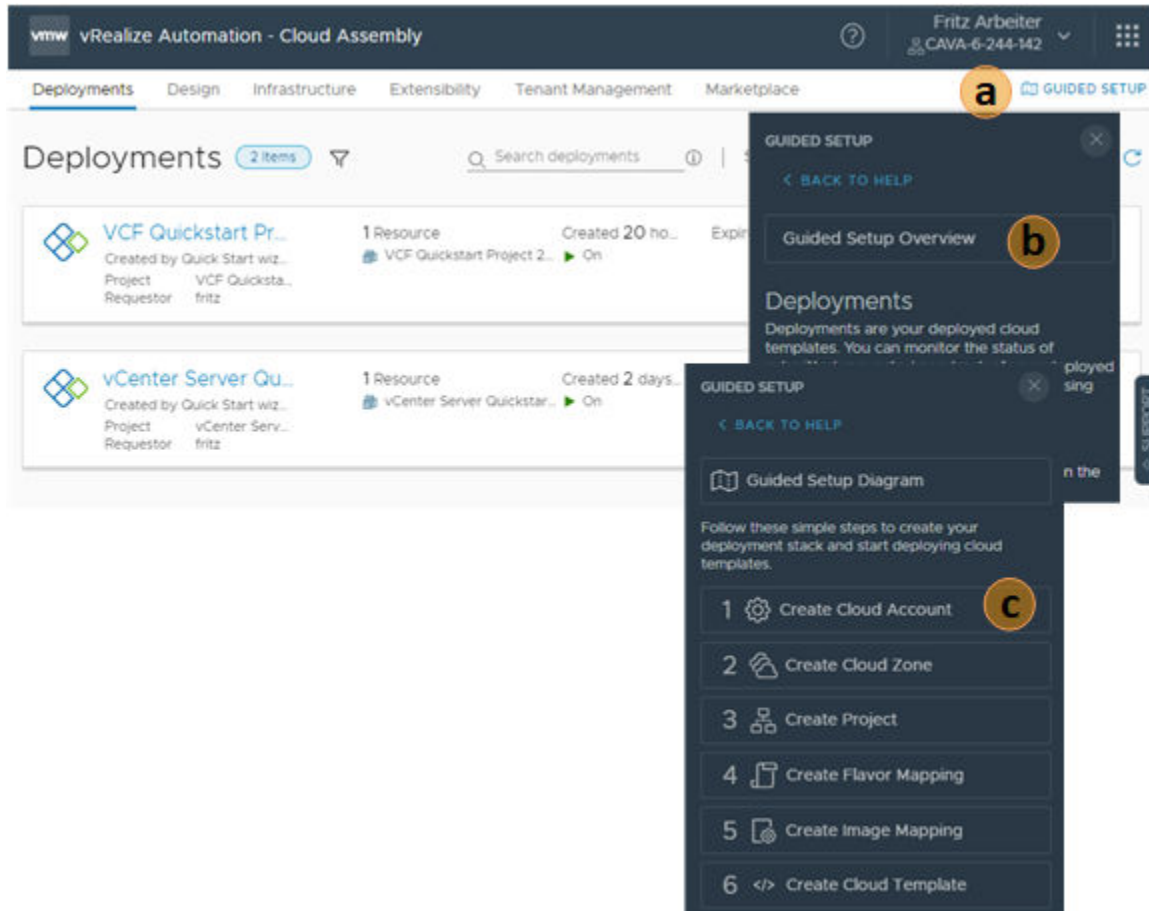 vmw vRealize Automation - Cloud Assembly
Fritz Arbeiter
CAVA-6-244-142
Deployments Design Infrastructure Extensibility Tenant Management Marketplace
a
GUIDED SETUP
Deployments 2 items
Search deployments
VCF Quickstart Pr...
Created by Quick Start wiz...
Project VCF Quicksta...
Requestor fritz
1 Resource
VCF Quickstart Project 2...
Created 20 ho...
On
Expir
vCenter Server Qu...
Created by Quick Start wiz...
Project vCenter Serv...
Requestor fritz
1 Resource
vCenter Server Quickstar...
Created 2 days...
On
GUIDED SETUP
< BACK TO HELP
Guided Setup Overview
b
Deployments
Deployments are your deployed cloud
templates. You can monitor the status of
ployed
sing
n the
SUPPORT
GUIDED SETUP
< BACK TO HELP
Guided Setup Diagram
Follow these simple steps to create your
deployment stack and start deploying cloud
templates.
1 Create Cloud Account
c
2 Create Cloud Zone
3 Create Project
4 Create Flavor Mapping
5 Create Image Mapping
6 </> Create Cloud Template